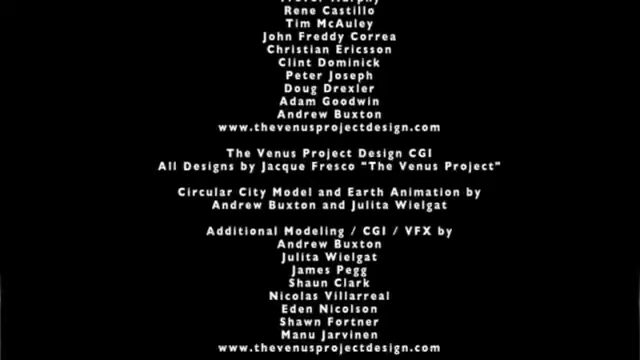 Rene Castillo
Tim McAuley
John Freddy Correa
Christian Ericsson
Clint Dominick
Peter Joseph
Doug Drexler
Adam Goodwin
Andrew Buxton
www.thevenusprojectdesign.com
The Venus Project Design CGI
All Designs by Jacque Fresco "The Venus Project"
Circular City Model and Earth Animation by
Andrew Buxton and Julita Wielgat
Additional Modeling / CGI / VFX by
Andrew Buxton
Julita Wielgat
James Pegg
Shaun Clark
Nicolas Villarreal
Eden Nicolson
Shawn Fortner
Manu Jarvinen
www.thevenusprojectdesign.com